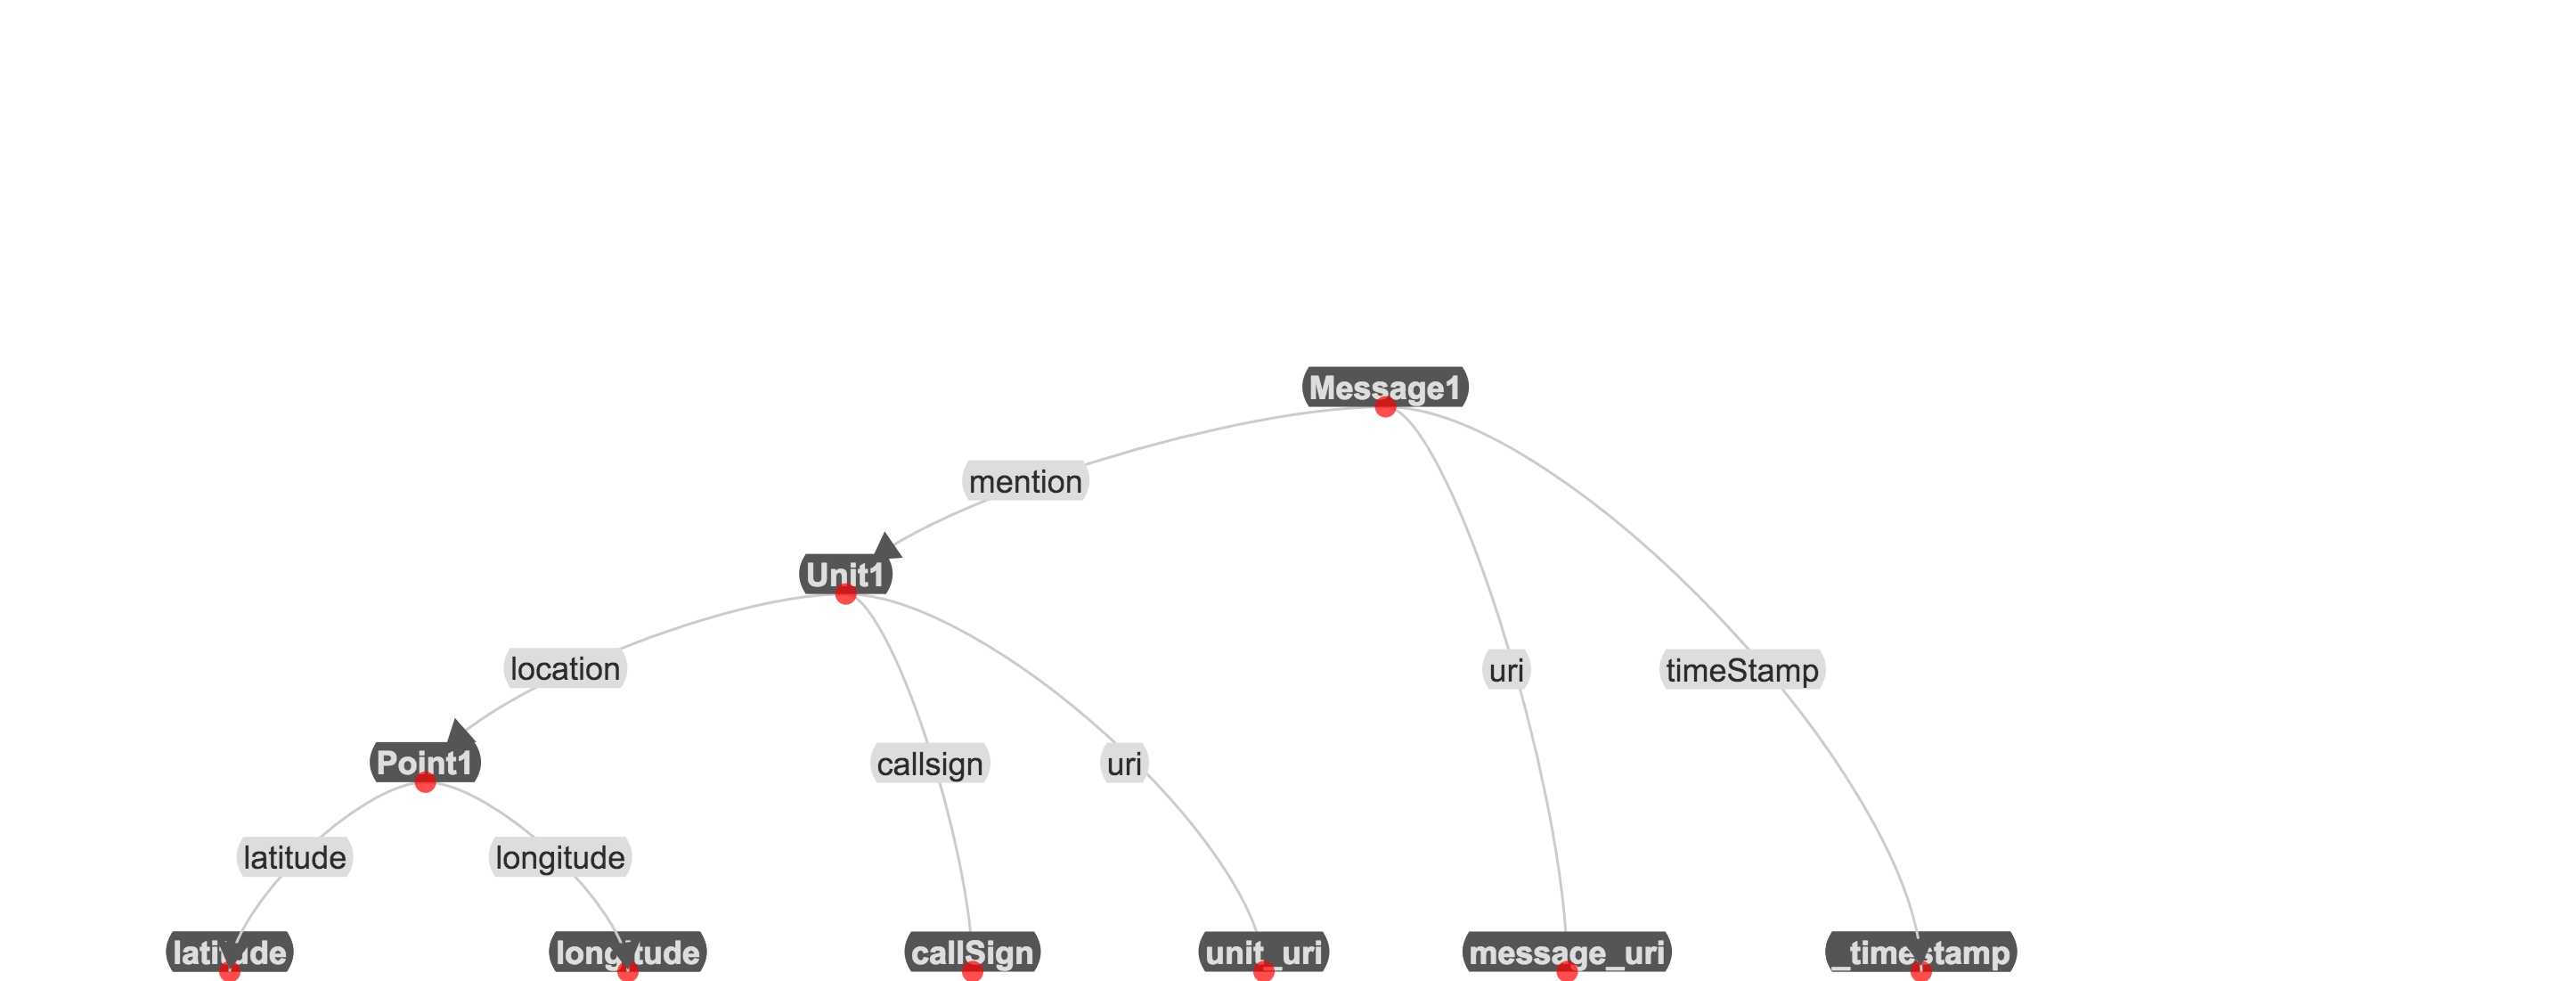 Message1
mention
Unit1
location
uri
timeStamp
Point1
callsign
uri
latitude
longitude
latitude
longitude
callSign
unit_uri
message_uri
_timestamp